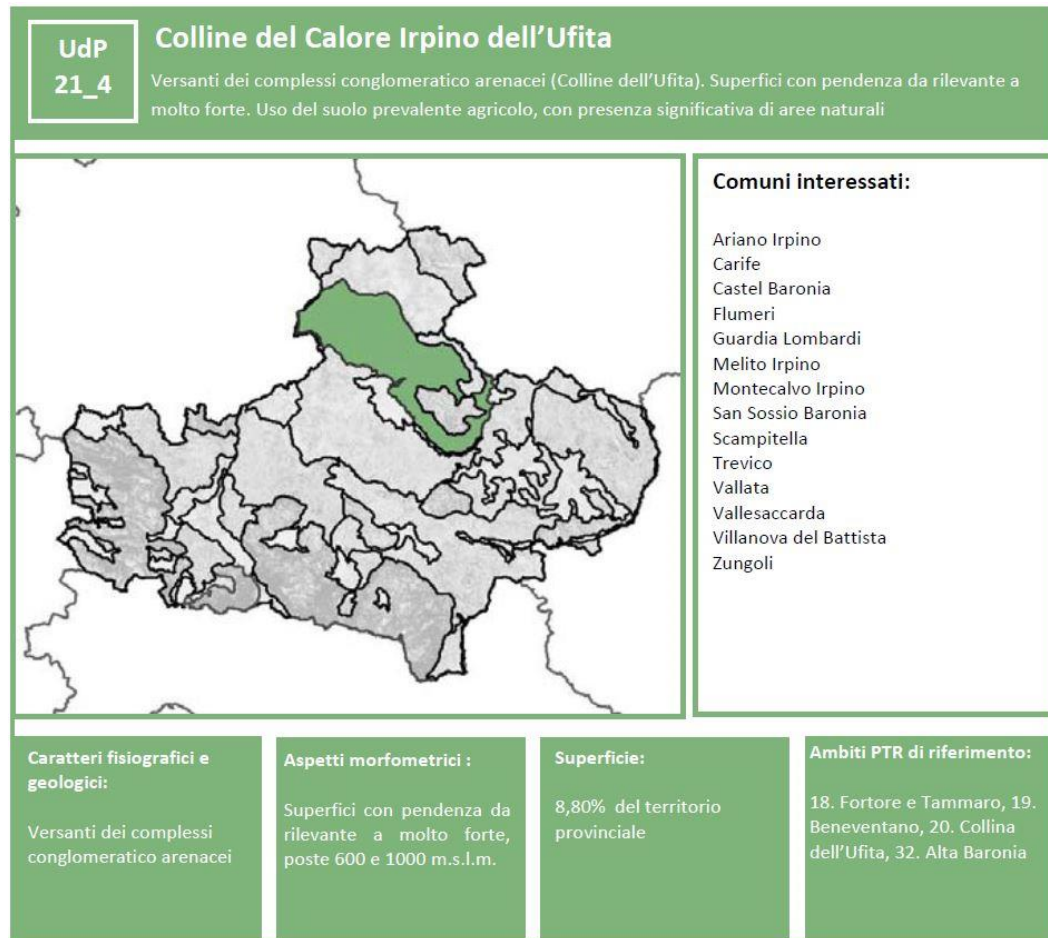 UdP
21_4
Colline del Calore Irpino dell’Ufita
Versanti dei complessi conglomeratico arenacei (Colline dell’Ufita). Superfici con pendenza da rilevante a
molto forte. Uso del suolo prevalente agricolo, con presenza significativa di aree naturali
Comuni interessati:
Ariano Irpino
Carife
Castel Baronia
Flumeri
Guardia Lombardi
Melito Irpino
Montecalvo Irpino
San Sossio Baronia
Scampitella
Trevico
Vallata
Vallesaccarda
Villanova del Battista
Zungoli
Caratteri fisiografici e
geologici:
Versanti dei complessi
conglomeratico arenacei
Aspetti morfometrici :
Superfici con pendenza da
rilevante a molto forte,
poste 600 e 1000 m.s.l.m.
Superficie:
8,80% del territorio
provinciale
Ambiti PTR di riferimento:
18. Fortore e Tammaro, 19.
Beneventano, 20. Collina
dell’Ufita, 32. Alta Baronia